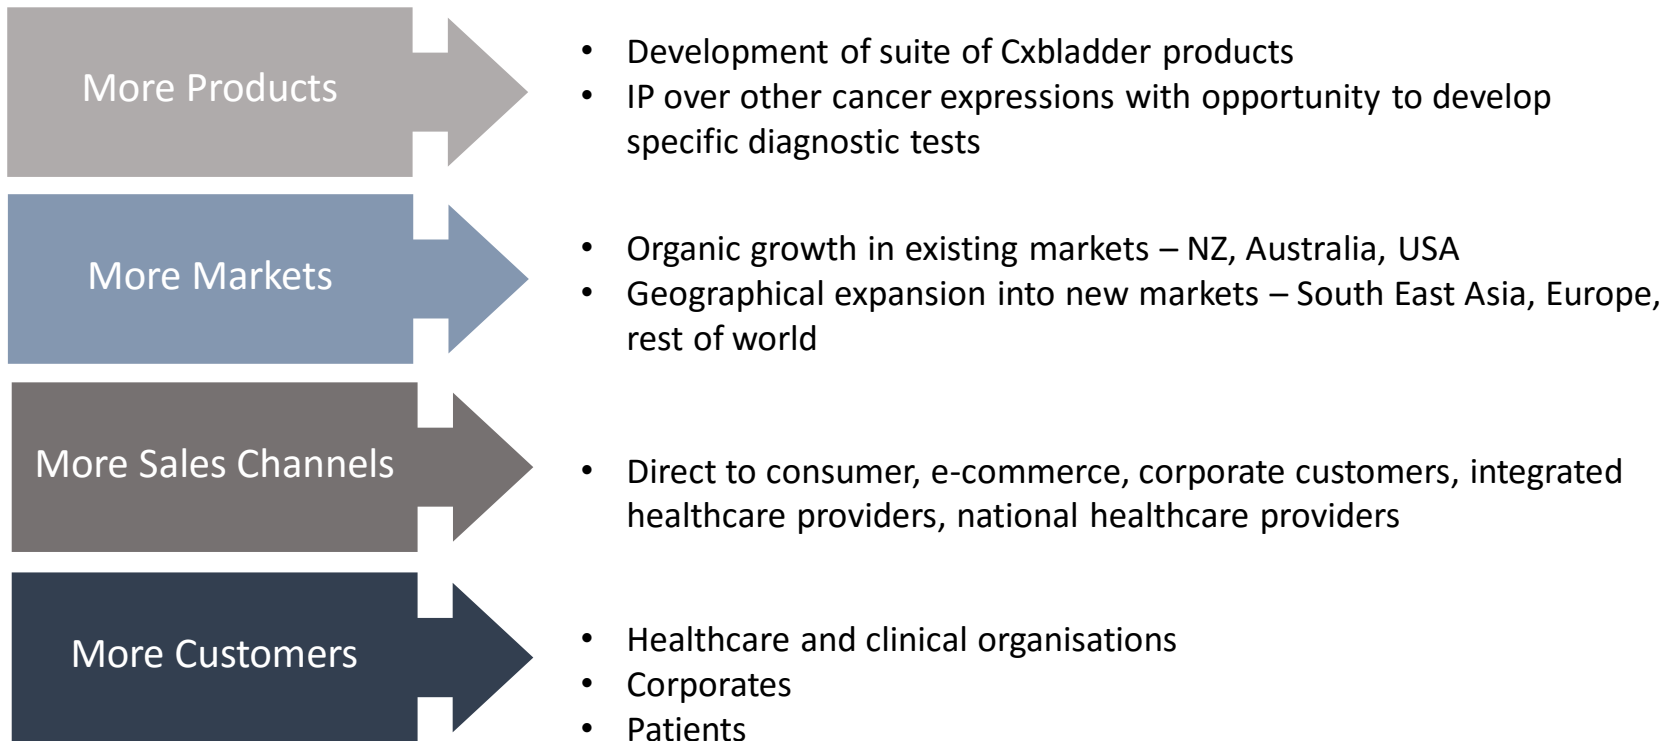 More Products
• Development of suite of Cxbladder products
• IP over other cancer expressions with opportunity to develop
specific diagnostic tests
More Markets
• Organic growth in existing markets – NZ, Australia, USA
• Geographical expansion into new markets – South East Asia, Europe,
rest of world
More Sales Channels
• Direct to consumer, e-commerce, corporate customers, integrated
healthcare providers, national healthcare providers
More Customers
• Healthcare and clinical organisations
• Corporates
• Patients